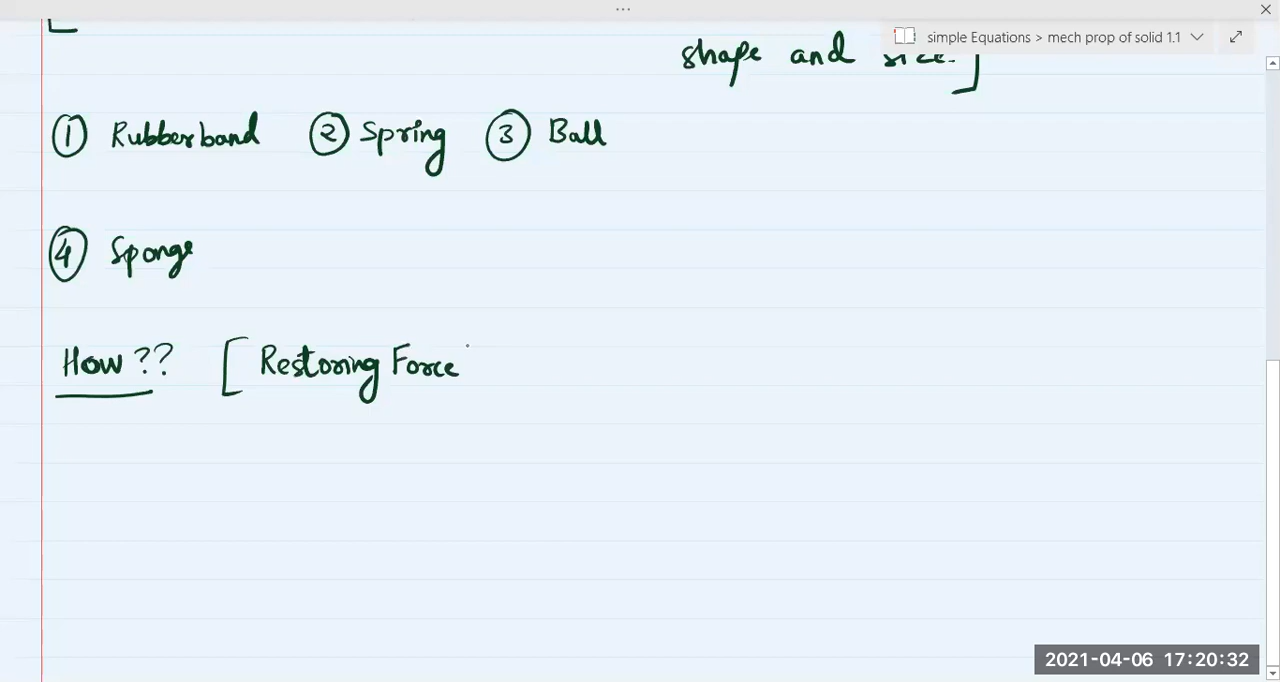 simple Equations > mech prop of solid 1.1
shape and size.]
① Rubberband ② Spring ③ Ball
④ Sponge
How ?? [ Restoring Force
2021-04-06 17:20:32